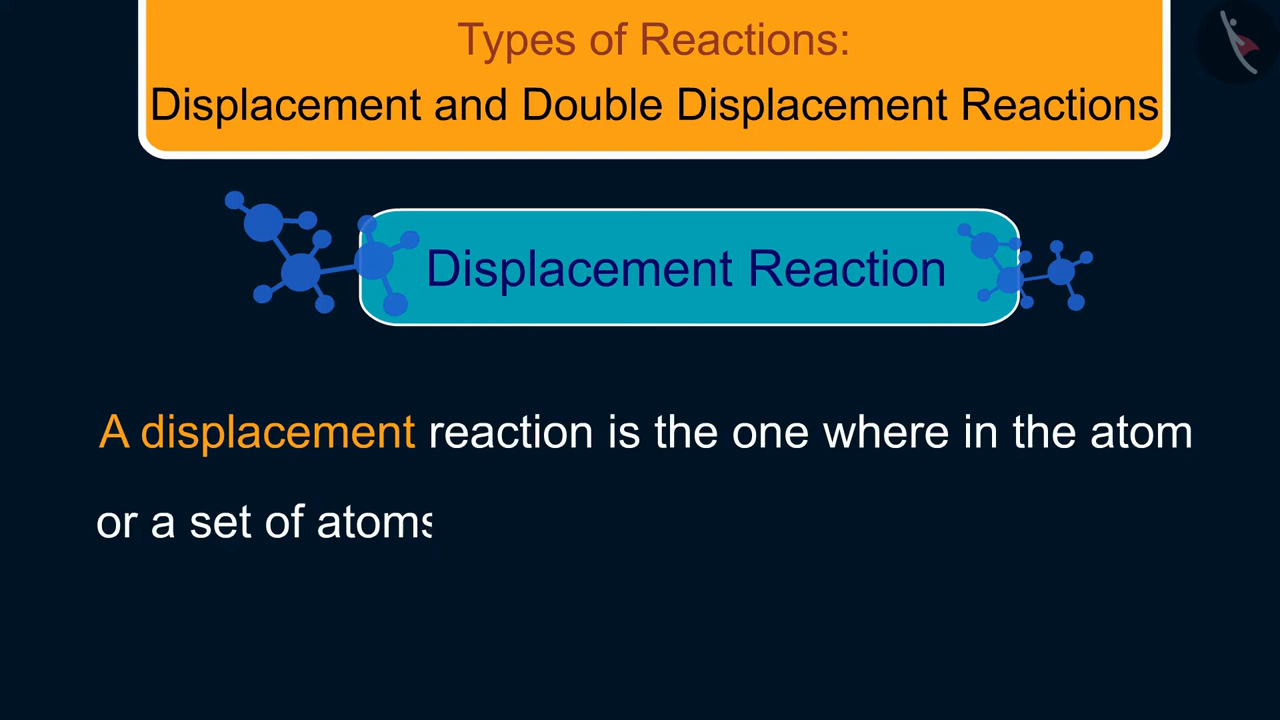 Types of Reactions:
Displacement and Double Displacement Reactions
Displacement Reaction
A displacement reaction is the one where in the atom
or a set of atoms